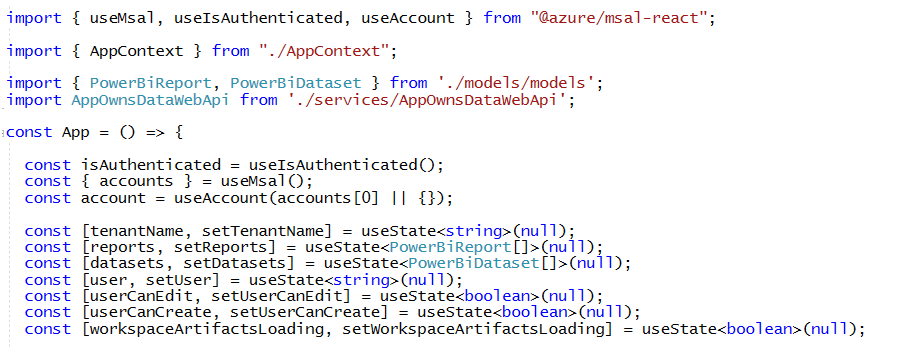 import { useMsal, useIsAuthenticated, useAccount } from "@azure/msal-react";
import { AppContext } from "./AppContext";
import { PowerBiReport, PowerBiDataset } from './models/models';
import AppOwnsDataWebApi from './services/AppOwnsDataWebApi';
const App = () => {
const isAuthenticated = useIsAuthenticated();
const { accounts } = useMsal();
const account = useAccount(accounts[0] || {});
const [tenantName, setTenantName] = useState<string>(null);
const [reports, setReports] = useState<PowerBiReport[]>(null);
const [datasets, setDatasets] = useState<PowerBiDataset[]>(null);
const [user, setUser] = useState<string>(null);
const [userCanEdit, setUserCanEdit] = useState<boolean>(null);
const [userCanCreate, setUserCanCreate] = useState<boolean>(null);
const [workspaceArtifactsLoading, setWorkspaceArtifactsLoading] = useState<boolean>(null);